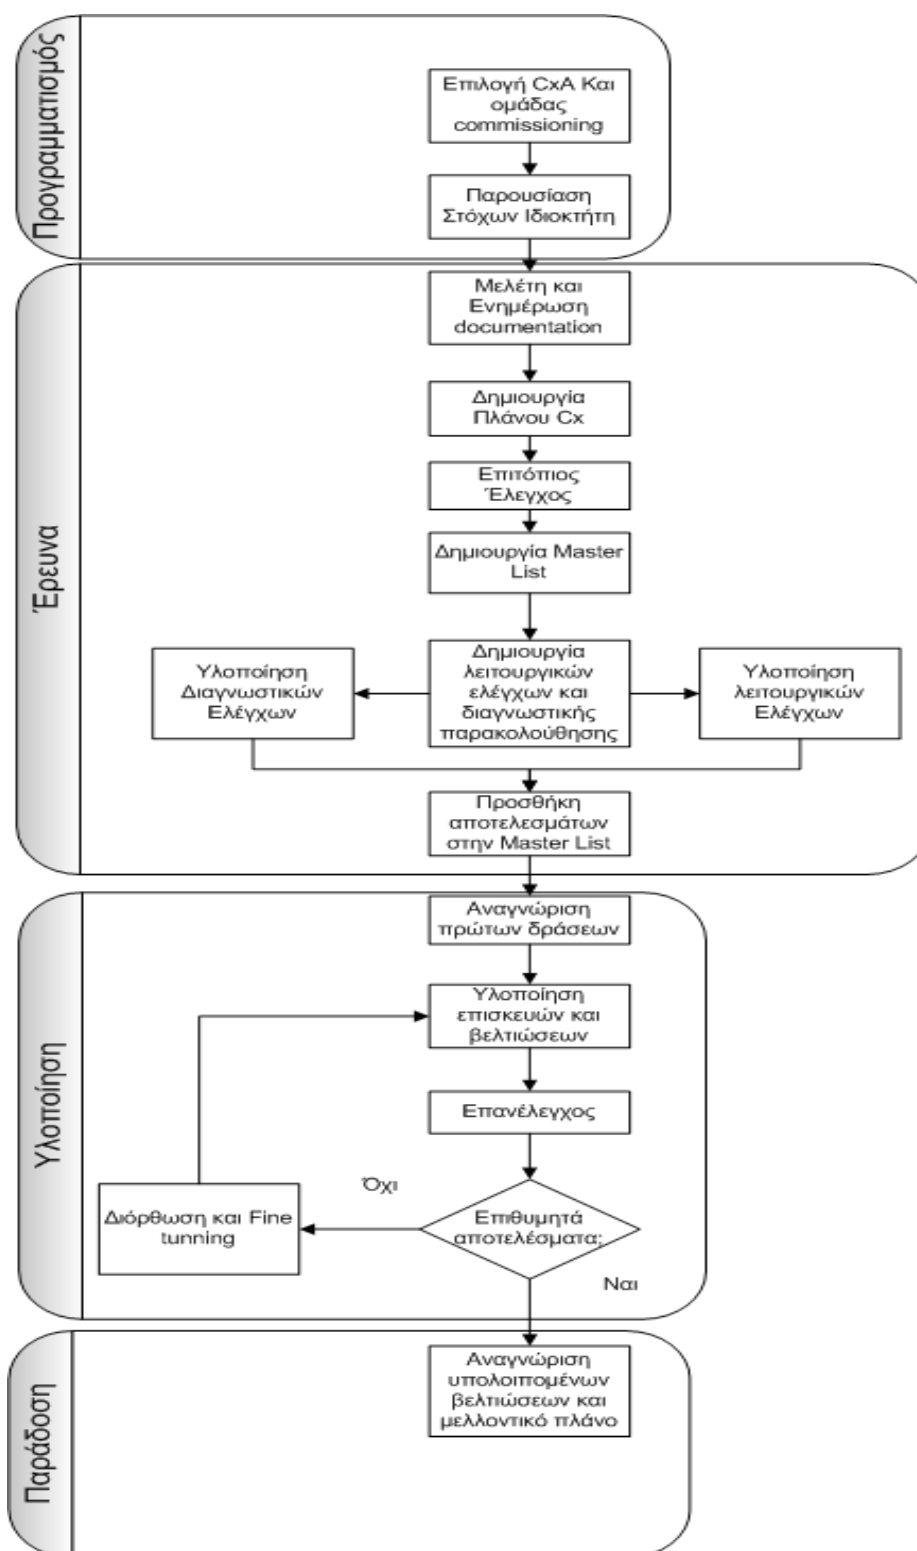 Προγραμματισμός
Επιλογή CxA Και
ομάδας
commissioning
Παρουσίαση
Στόχων Ιδιοκτήτη
Έρευνα
Μελέτη και
Ενημέρωση
documentation
Δημιουργία
Πλάνου Cx
Επιτόπιος
Έλεγχος
Δημιουργία Master
List
Υλοποίηση
Διαγνωστικών
Ελέγχων
Δημιουργία
λειτουργικών
ελέγχων και
διαγνωστικής
παρακολούθησης
Υλοποίηση
λειτουργικών
Ελέγχων
Προσθήκη
αποτελεσμάτων
στην Master List
Υλοποίηση
Αναγνώριση
πρώτων δράσεων
Υλοποίηση
επισκευών και
βελτιώσεων
Επανέλεγχος
Όχι
Διόρθωση και Fine
tunning
Επιθυμητά
αποτελέσματα;
Ναι
Παράδοση
Αναγνώριση
υπολοιπομένων
βελτιώσεων και
μελλοντικό πλάνο